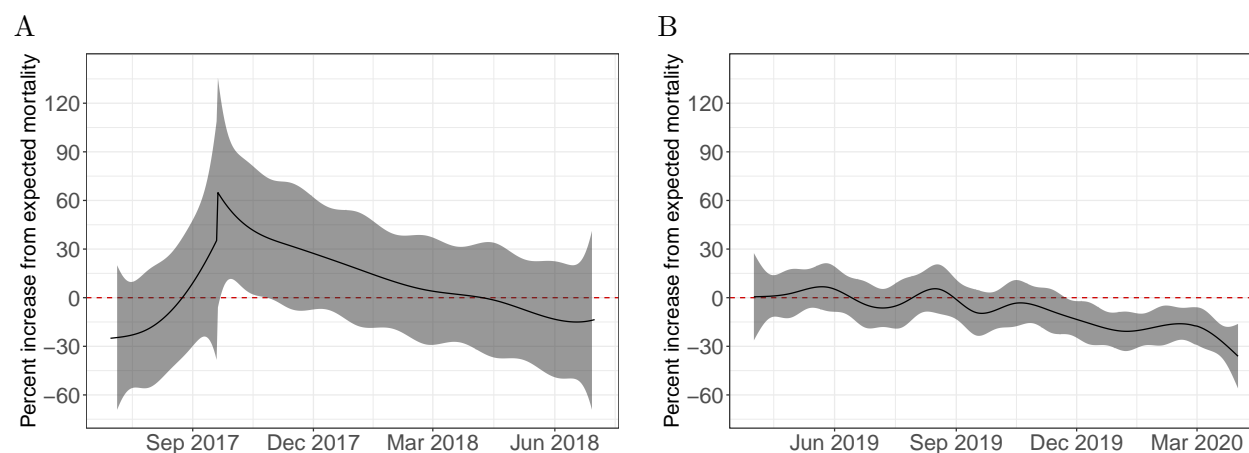 A
Percent increase from expected mortality
120
90
60
30
0
−30
−60
Sep 2017 Dec 2017 Mar 2018 Jun 2018
B
Percent increase from expected mortality
120
90
60
30
0
−30
−60
Jun 2019 Sep 2019 Dec 2019 Mar 2020